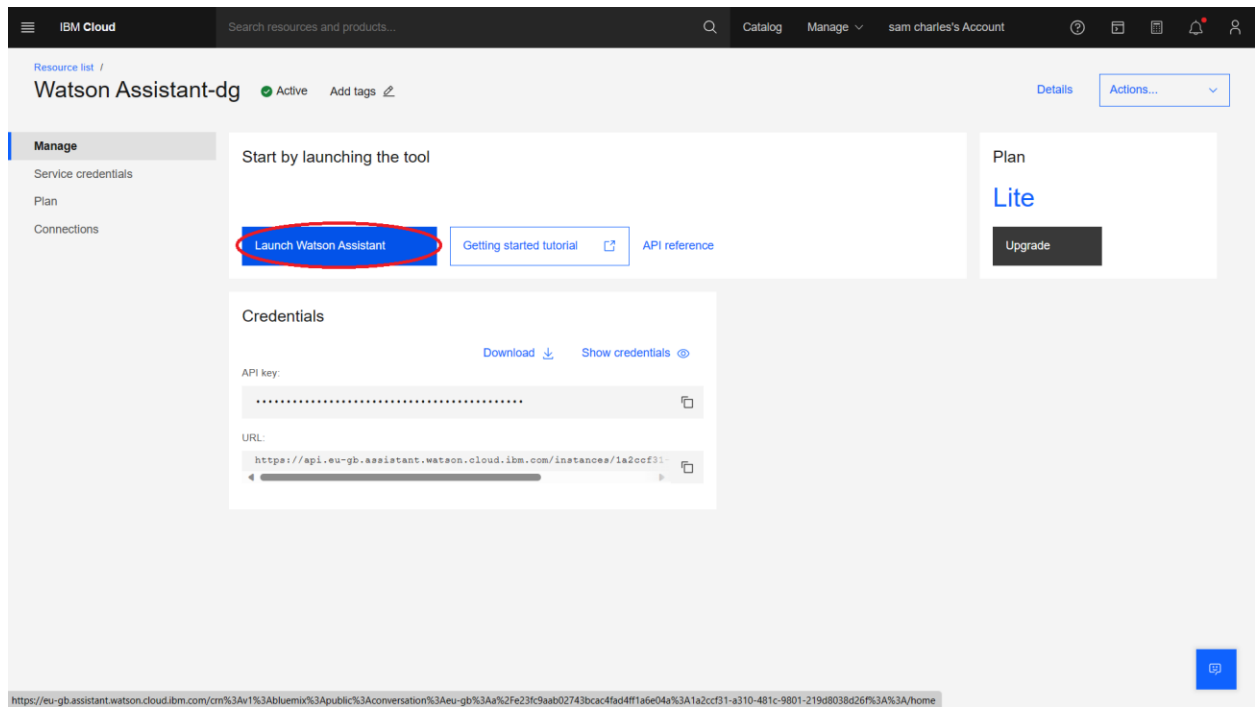 IBM Cloud
Search resources and products...
Catalog
Manage
sam charles's Account
Resource list /
Watson Assistant-dg
Active
Add tags
Details
Actions...
Manage
Service credentials
Plan
Connections
Start by launching the tool
Launch Watson Assistant
Getting started tutorial
API reference
Plan
Lite
Upgrade
Credentials
Download
Show credentials
API key:
••••••••••••••••••••••••••••••••••••••••••••
URL:
https://api.eu-gb.assistant.watson.cloud.ibm.com/instances/1a2ccf31-
https://eu-gb.assistant.watson.cloud.ibm.com/crn%3Av1%3Abluemix%3Apublic%3Aconversation%3Aeu-gb%3Aa%2Fe23fc9aab02743bcac4fad4ff1a6e04a%3A1a2ccf31-a310-481c-9801-219d8038d26f%3A%3A/home